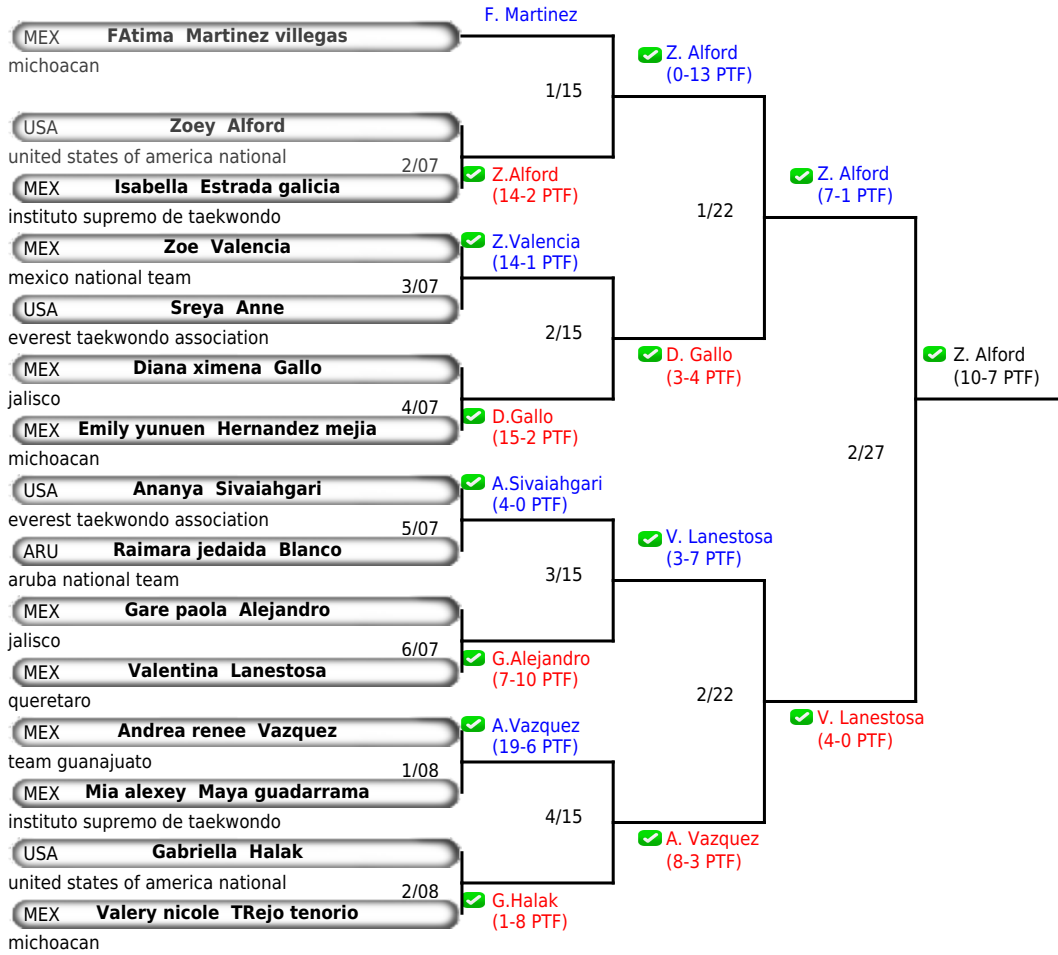 F. Martinez
MEX FAtima Martinez villegas
michoacan
Z. Alford
(0-13 PTF)
1/15
USA Zoey Alford
united states of america national
2/07
Z.Alford
(14-2 PTF)
MEX Isabella Estrada galicia
instituto supremo de taekwondo
Z. Alford
(7-1 PTF)
1/22
MEX Zoe Valencia
mexico national team
Z.Valencia
(14-1 PTF)
3/07
USA Sreya Anne
everest taekwondo association
2/15
MEX Diana ximena Gallo
jalisco
D. Gallo
(3-4 PTF)
Z. Alford
(10-7 PTF)
4/07
D.Gallo
(15-2 PTF)
MEX Emily yunuen Hernandez mejia
michoacan
2/27
USA Ananya Sivaiahgari
everest taekwondo association
A.Sivaiahgari
(4-0 PTF)
5/07
ARU Raimara jedaida Blanco
aruba national team
V. Lanestosa
(3-7 PTF)
3/15
MEX Gare paola Alejandro
jalisco
6/07
G.Alejandro
(7-10 PTF)
MEX Valentina Lanestosa
queretaro
2/22
V. Lanestosa
(4-0 PTF)
MEX Andrea renee Vazquez
team guanajuato
A.Vazquez
(19-6 PTF)
1/08
MEX Mia alexey Maya guadarrama
instituto supremo de taekwondo
4/15
A. Vazquez
(8-3 PTF)
USA Gabriella Halak
united states of america national
2/08
G.Halak
(1-8 PTF)
MEX Valery nicole TRejo tenorio
michoacan